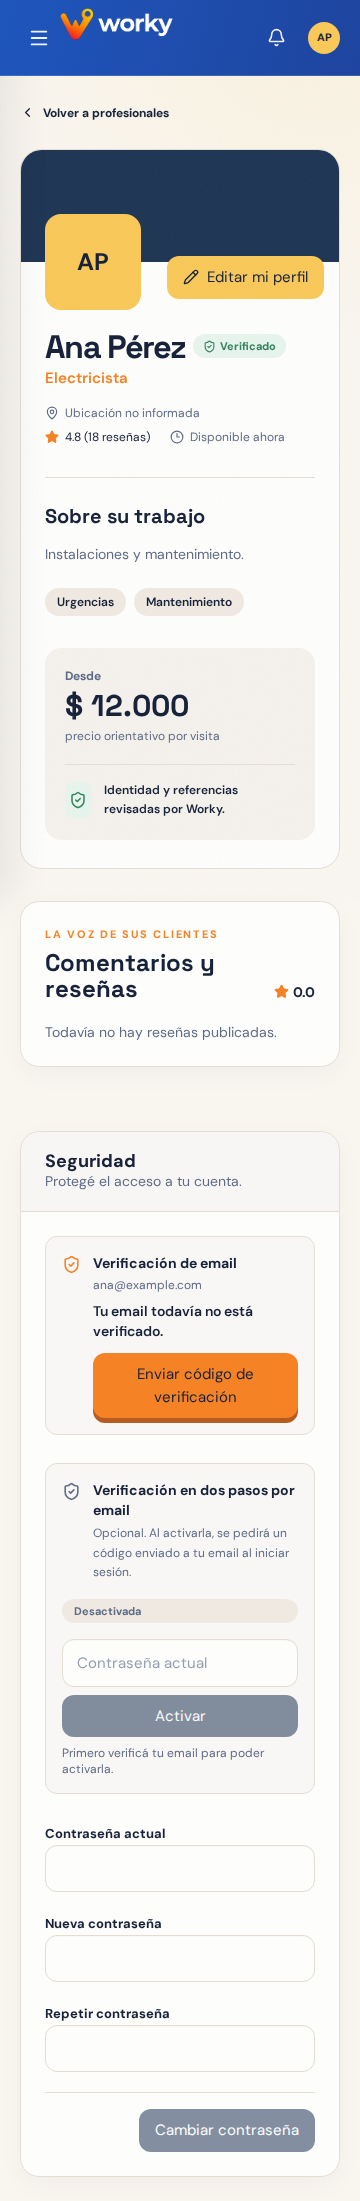 worky
AP
Volver a profesionales
AP
Editar mi perfil
Ana Pérez
Verificado
Electricista
Ubicación no informada
4.8 (18 reseñas)
Disponible ahora
Sobre su trabajo
Instalaciones y mantenimiento.
Urgencias
Mantenimiento
Desde
$ 12.000
precio orientativo por visita
Identidad y referencias
revisadas por Worky.
LA VOZ DE SUS CLIENTES
Comentarios y
reseñas
0.0
Todavía no hay reseñas publicadas.
Seguridad
Protegé el acceso a tu cuenta.
Verificación de email
ana@example.com
Tu email todavía no está
verificado.
Enviar código de
verificación
Verificación en dos pasos por
email
Opcional. Al activarla, se pedirá un
código enviado a tu email al iniciar
sesión.
Desactivada
Contraseña actual
Activar
Primero verificá tu email para poder
activarla.
Contraseña actual
Nueva contraseña
Repetir contraseña
Cambiar contraseña